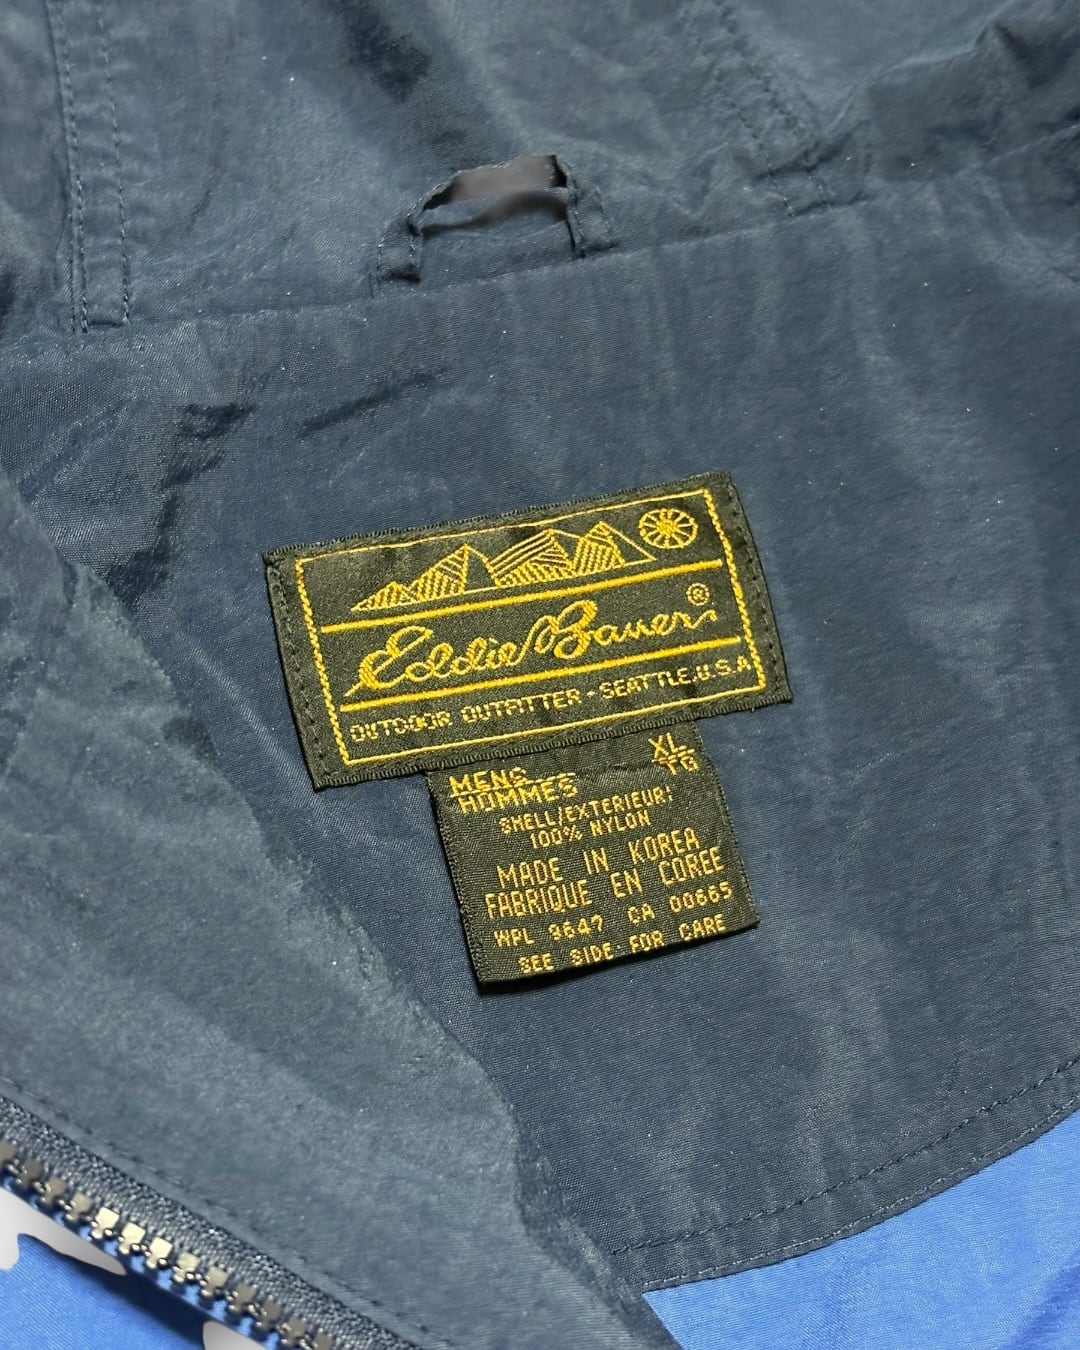 Eddie Bauer®
OUTDOOR OUTFITTER - SEATTLE, U.S.A.
MENS XL
HOMMES TG
SHELL/EXTERIEUR:
100% NYLON
MADE IN KOREA
FABRIQUE EN COREE
WPL 9647 CA 00665
SEE SIDE FOR CARE